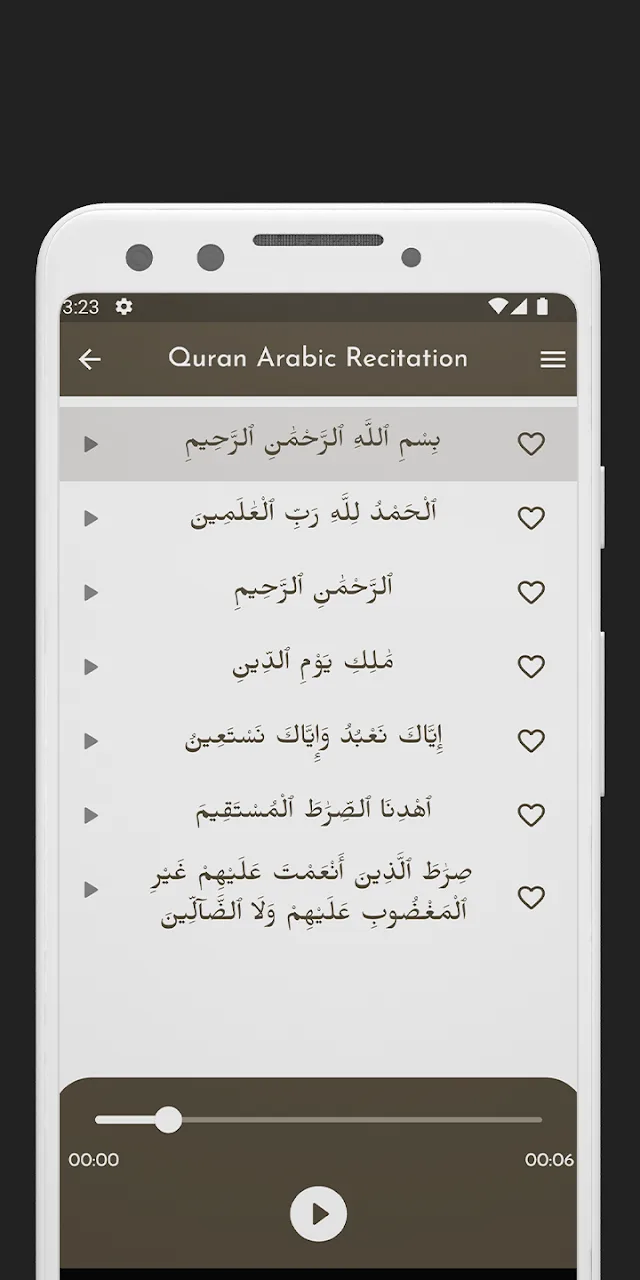 3:23
Quran Arabic Recitation
بِسْمِ ٱللَّهِ ٱلرَّحْمَٰنِ ٱلرَّحِيمِ
ٱلْحَمْدُ لِلَّهِ رَبِّ ٱلْعَٰلَمِين
ٱلرَّحْمَٰنِ ٱلرَّحِيمِ
مَٰلِكِ يَوْمِ ٱلدِّينِ
إِيَّاكَ نَعْبُدُ وَإِيَّاكَ نَسْتَعِينُ
ٱهْدِنَا ٱلصِّرَٰطَ ٱلْمُسْتَقِيمَ
صِرَٰطَ ٱلَّذِينَ أَنْعَمْتَ عَلَيْهِمْ غَيْرِ
ٱلْمَغْضُوبِ عَلَيْهِمْ وَلَا ٱلضَّآلِّينَ
00:00
00:06